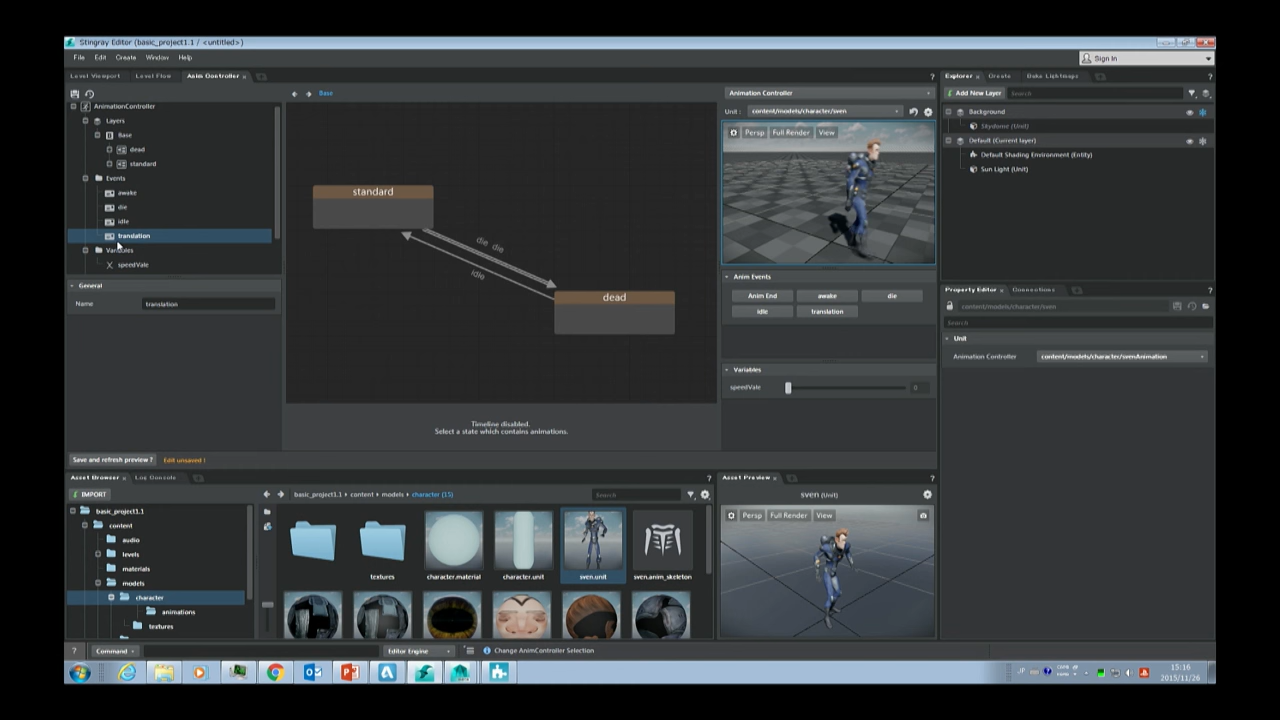 Stingray Editor (basic_project1.1 / <untitled>)
File Edit Create Window Help
Sign In
Level Viewport Level Flow Anim Controller
Explorer Create Bake Lightmaps
AnimationController
Layers
Base
dead
standard
Events
awake
die
idle
translation
Variables
speedVale
General
Name translation
Base
standard
die die
idle
dead
Timeline disabled.
Select a state which contains animations.
Save and refresh preview ? Edit unsaved !
Animation Controller
Unit : content/models/character/sven
Persp Full Render View
Anim Events
Anim End awake die
idle translation
Variables
speedVale 0
Add New Layer Search
Background
Skydome (Unit)
Default (Current layer)
Default Shading Environment (Entity)
Sun Light (Unit)
Property Editor Connections
content/models/character/sven
Search
Unit
Animation Controller content/models/character/svenAnimation
Asset Browser Log Console
IMPORT
basic_project1.1 content models character (15) Search
basic_project1.1
content
audio
levels
materials
models
character
animations
textures
textures character.material character.unit sven.unit sven.anim_skeleton
Asset Preview
sven (Unit)
Persp Full Render View
? Command Editor Engine Change AnimController Selection
JP
15:16
2015/11/26